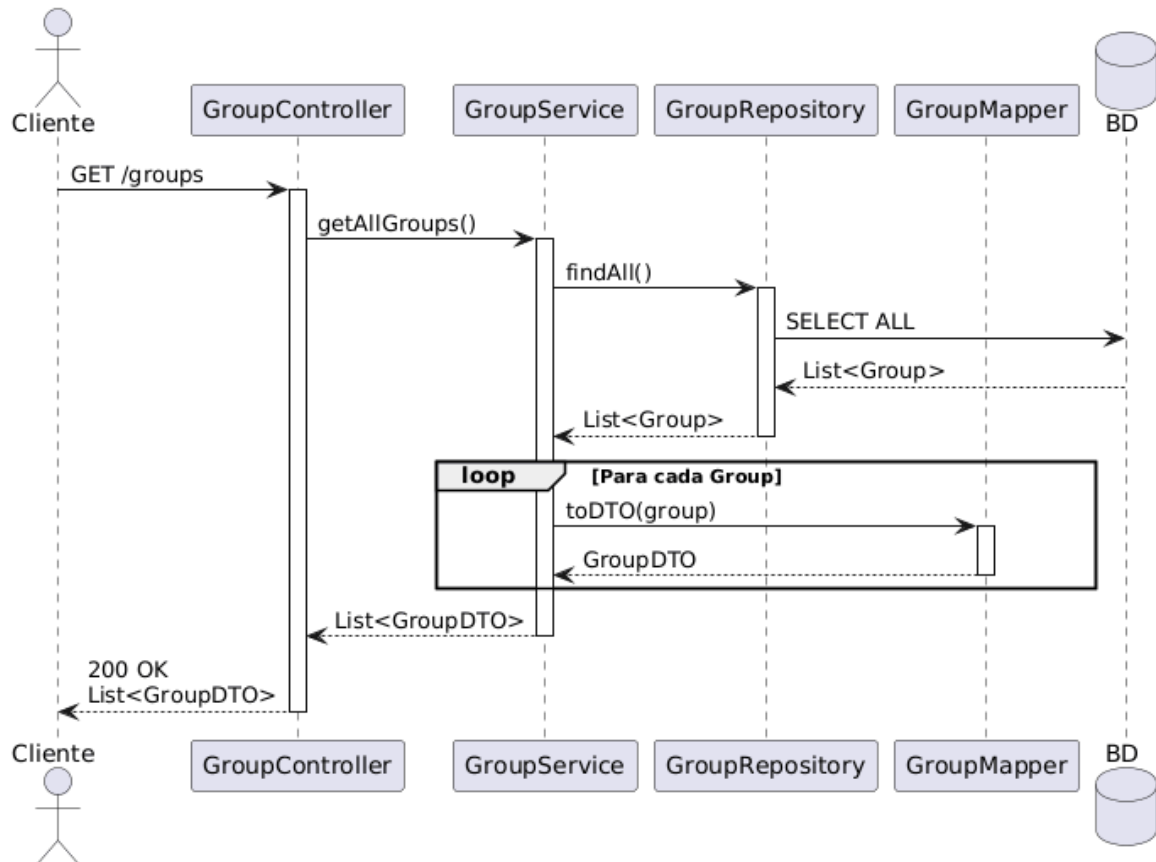 Cliente
GroupController
GroupService
GroupRepository
GroupMapper
BD
GET /groups
getAllGroups()
findAll()
SELECT ALL
List<Group>
List<Group>
loop
[Para cada Group]
toDTO(group)
GroupDTO
List<GroupDTO>
200 OK
List<GroupDTO>
Cliente
GroupController
GroupService
GroupRepository
GroupMapper
BD